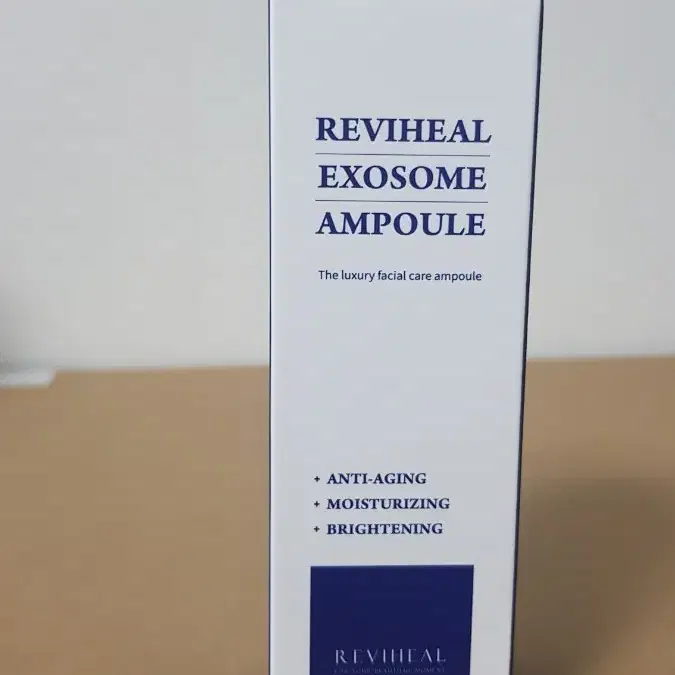 REVIHEAL
EXOSOME
AMPOULE
The luxury facial care ampoule
+ ANTI-AGING
+ MOISTURIZING
+ BRIGHTENING
REVIHEAL